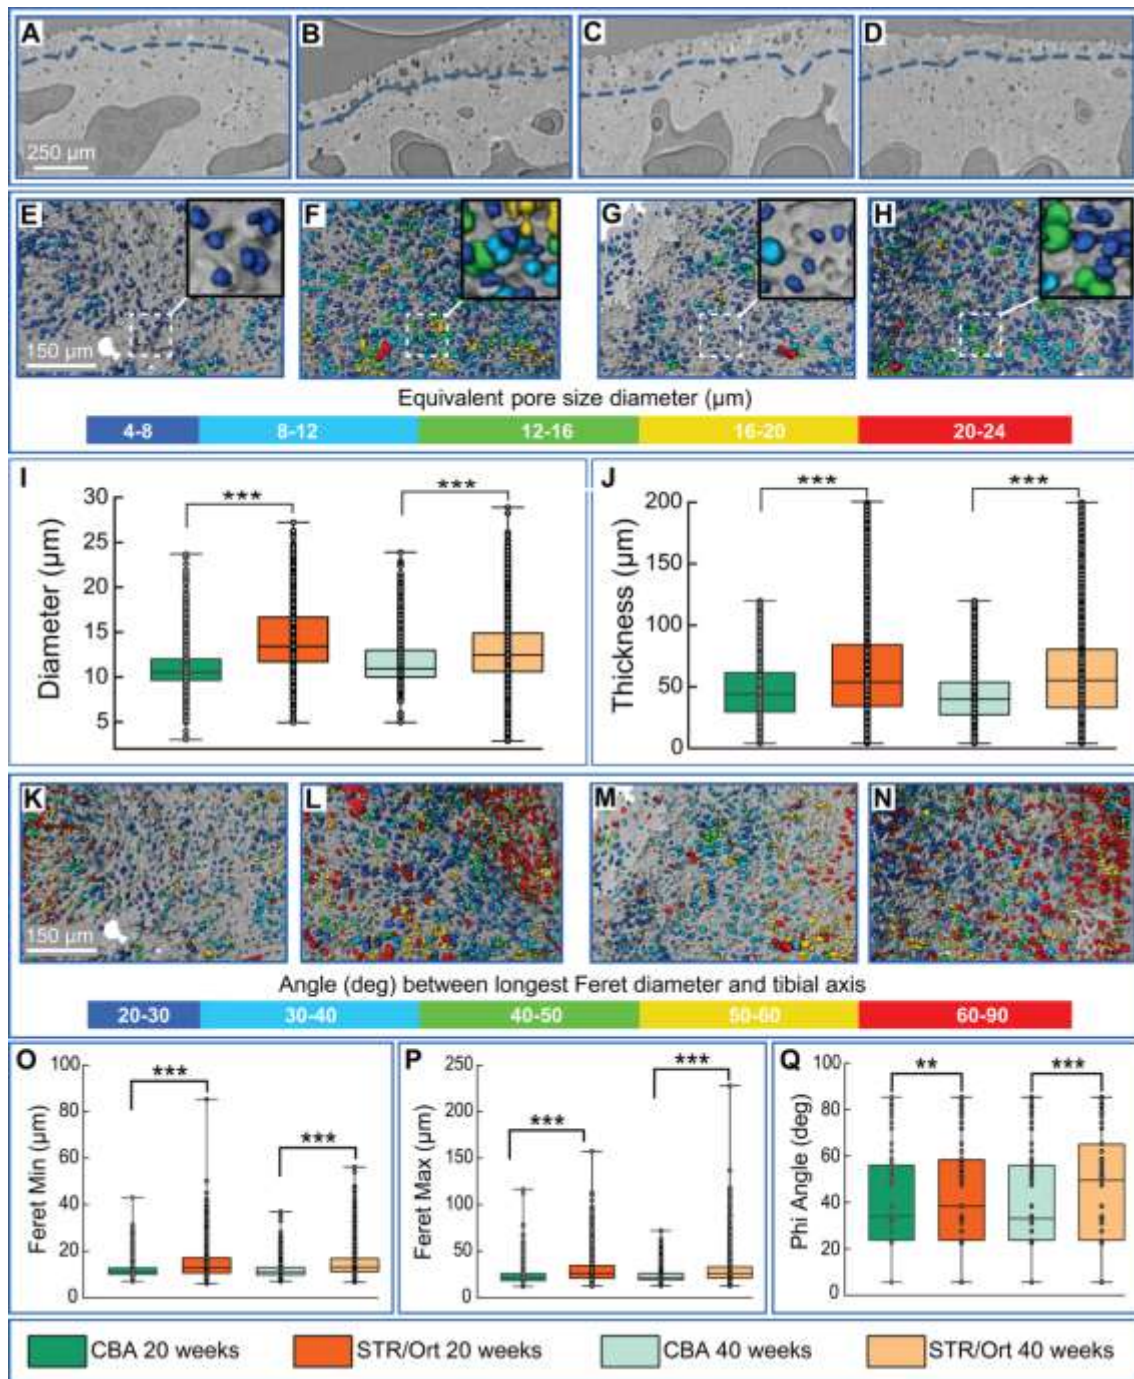 A
B
C
D
250 µm
E
F
G
H
150 µm
Equivalent pore size diameter (µm)
4-8 8-12 12-16 16-20 20-24
I
30
25
20
15
10
5
Diameter (µm)
***
***
J
200
150
100
50
0
Thickness (µm)
***
***
K
L
M
N
150 µm
Angle (deg) between longest Feret diameter and tibial axis
20-30 30-40 40-50 50-60 60-90
O
100
80
60
40
20
0
Feret Min (µm)
***
***
P
250
200
150
100
50
0
Feret Max (µm)
***
***
Q
100
80
60
40
20
0
Phi Angle (deg)
**
***
CBA 20 weeks
STR/Ort 20 weeks
CBA 40 weeks
STR/Ort 40 weeks